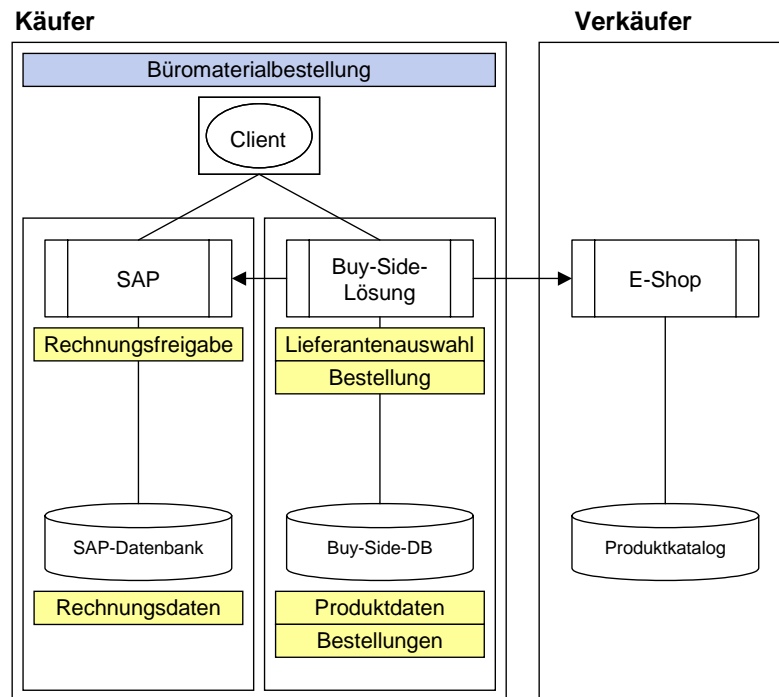 Käufer
Verkäufer
Büromaterialbestellung
Client
SAP
Buy-Side-
Lösung
E-Shop
Rechnungsfreigabe
Lieferantenauswahl
Bestellung
SAP-Datenbank
Buy-Side-DB
Produktkatalog
Rechnungsdaten
Produktdaten
Bestellungen